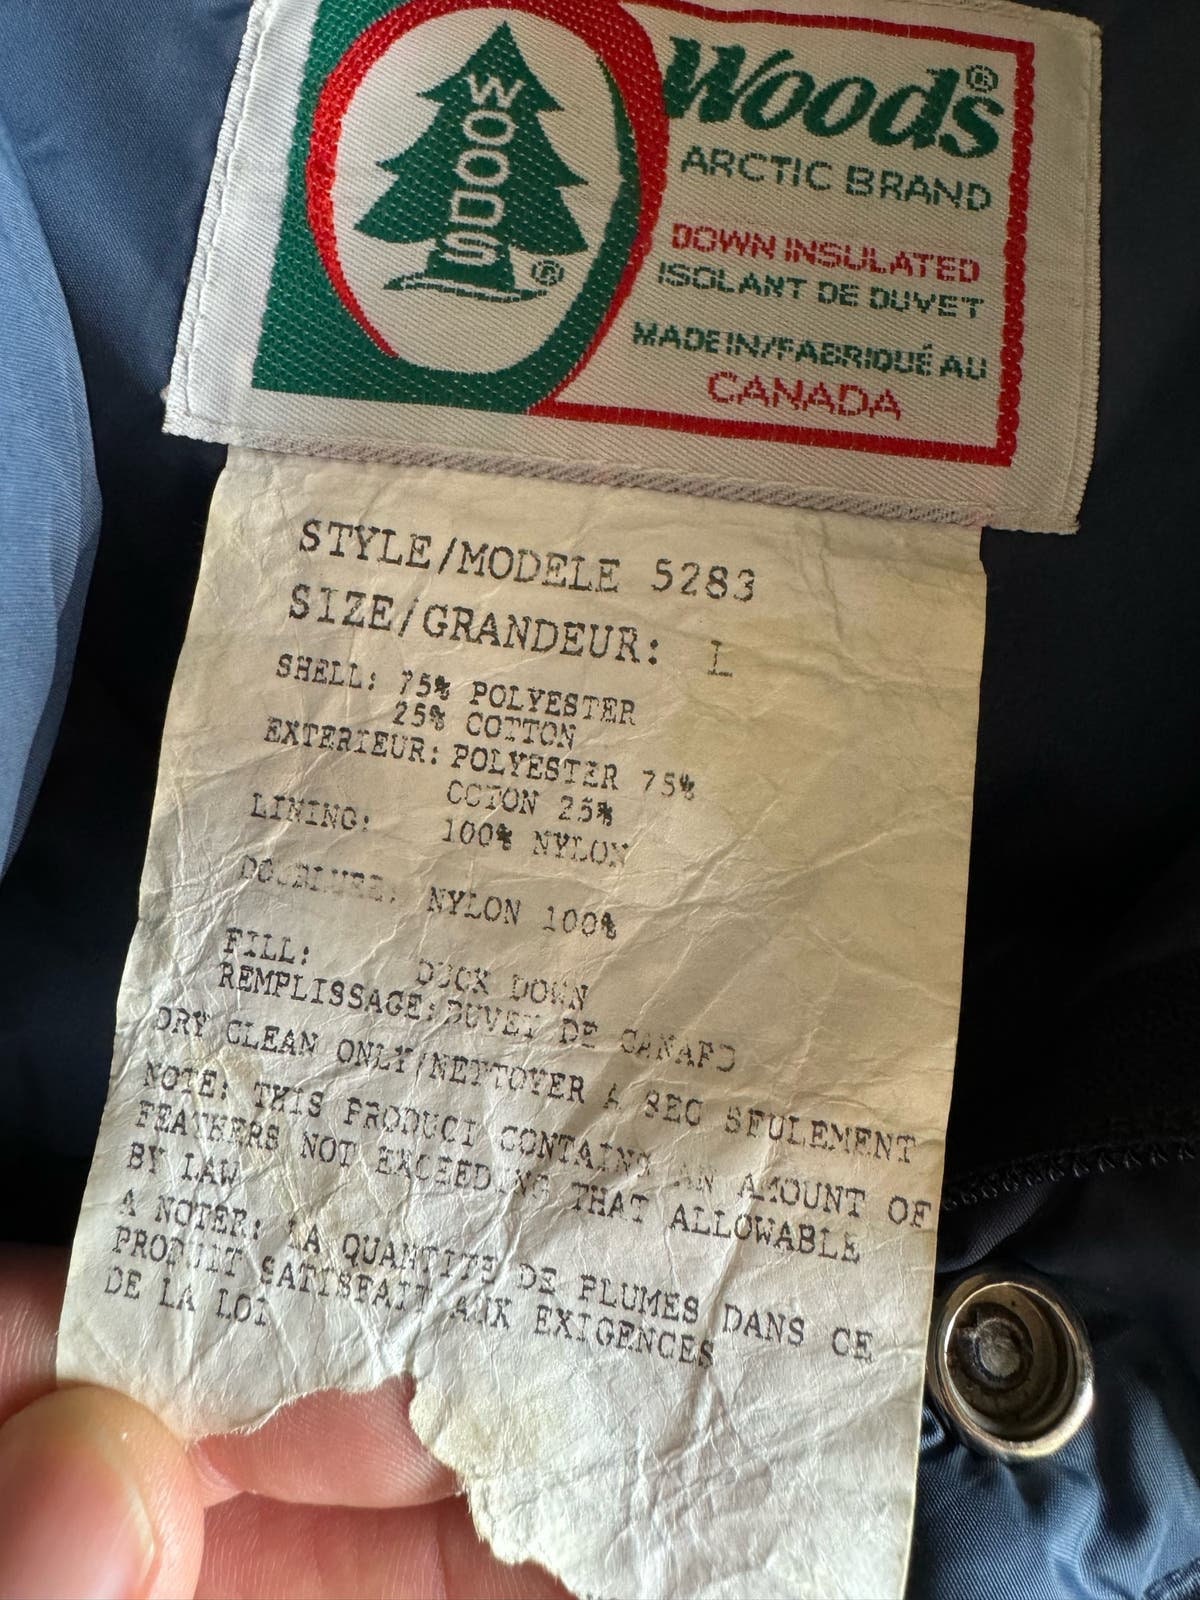 WOODS®
Woods®
ARCTIC BRAND
DOWN INSULATED
ISOLANT DE DUVET
MADE IN/FABRIQUÉ AU
CANADA
STYLE/MODELE 5283
SIZE/GRANDEUR: L
SHELL: 75% POLYESTER
25% COTTON
EXTERIEUR: POLYESTER 75%
COTON 25%
LINING: 100% NYLON
DOUBLURE: NYLON 100%
FILL: DUCK DOWN
REMPLISSAGE: DUVET DE CANARD
DRY CLEAN ONLY/NETTOYER A SEC SEULEMENT
NOTE: THIS PRODUCT CONTAINS AN AMOUNT OF
FEATHERS NOT EXCEEDING THAT ALLOWABLE
BY LAW
A NOTER: LA QUANTITE DE PLUMES DANS CE
PRODUIT SATISFAIT AUX EXIGENCES
DE LA LOI